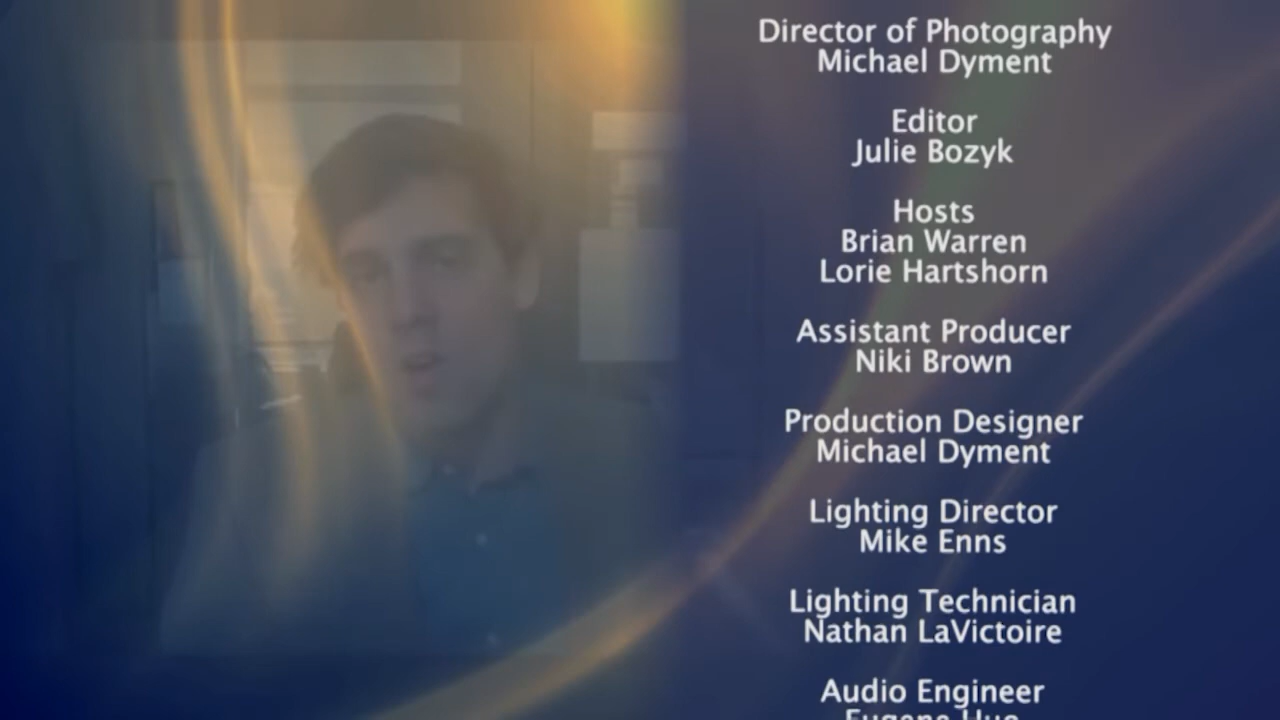 Director of Photography
Michael Dyment
Editor
Julie Bozyk
Hosts
Brian Warren
Lorie Hartshorn
Assistant Producer
Niki Brown
Production Designer
Michael Dyment
Lighting Director
Mike Enns
Lighting Technician
Nathan LaVictoire
Audio Engineer
Eugene